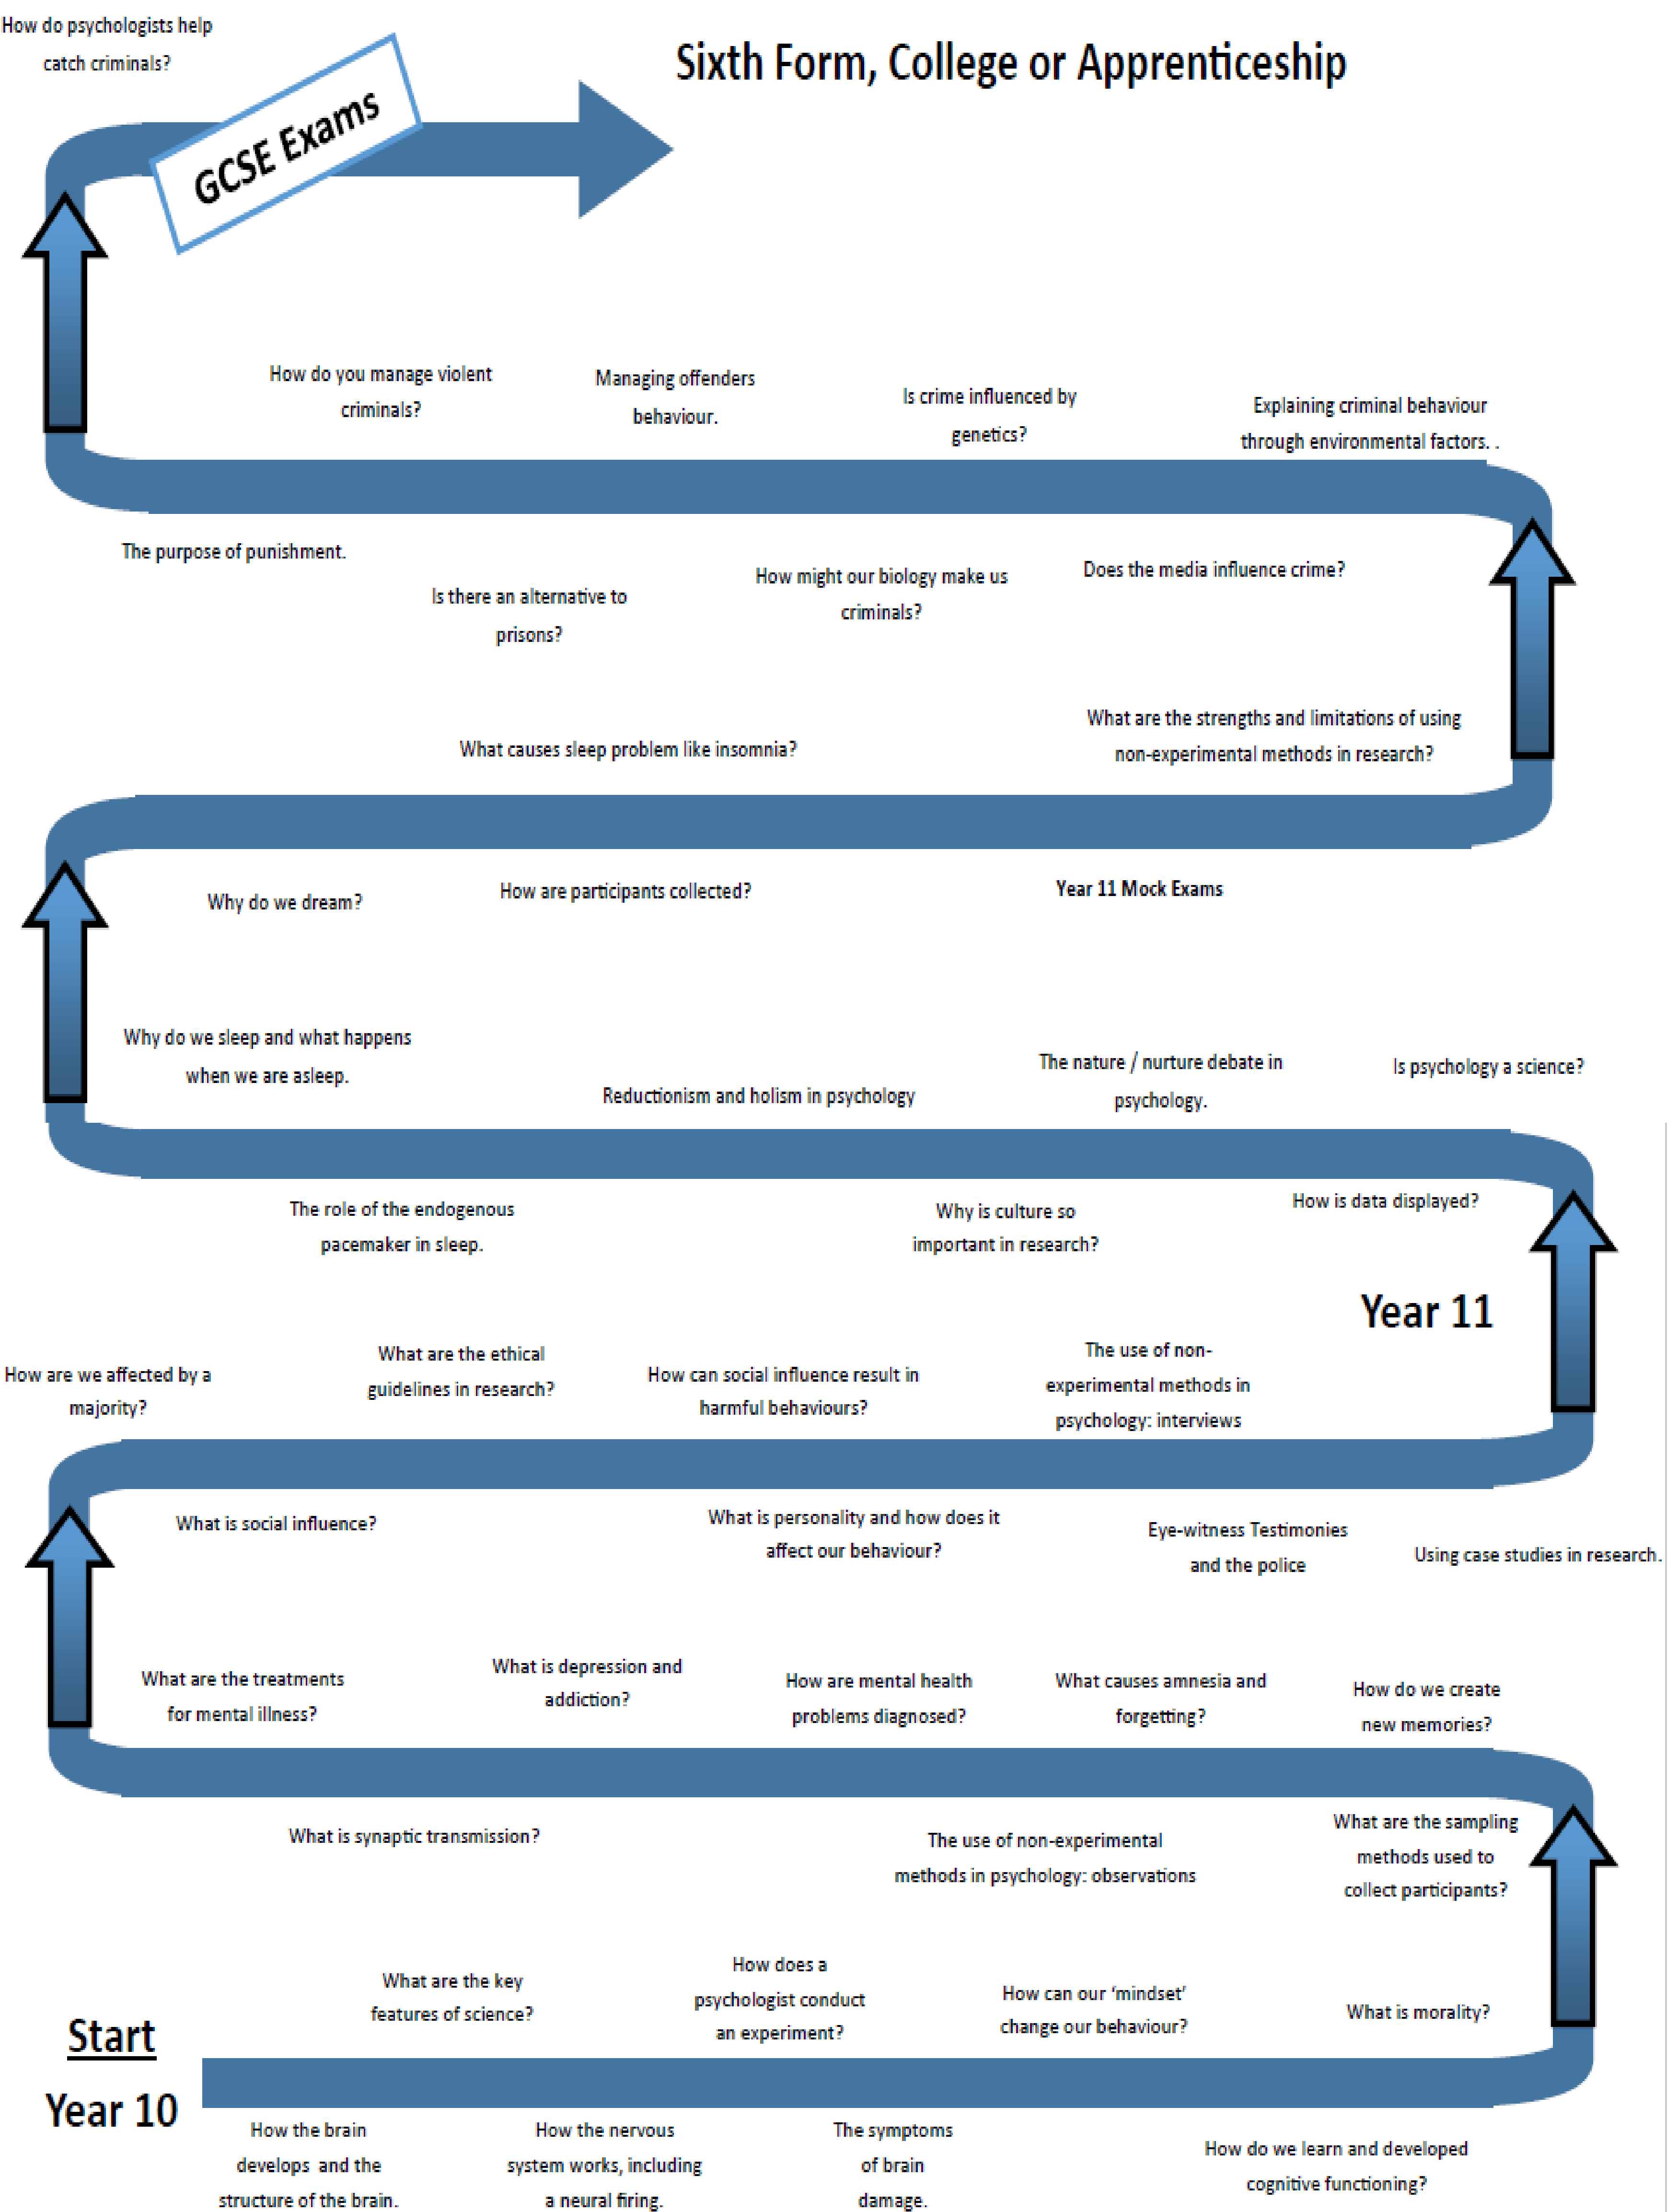 How do psychologists help
catch criminals?
Sixth Form, College or Apprenticeship
GCSE Exams
How do you manage violent
criminals?
Managing offenders
behaviour.
Is crime influenced by
genetics?
Explaining criminal behaviour
through environmental factors. .
The purpose of punishment.
Is there an alternative to
prisons?
How might our biology make us
criminals?
Does the media influence crime?
What causes sleep problem like insomnia?
What are the strengths and limitations of using
non-experimental methods in research?
Why do we dream?
How are participants collected?
Year 11 Mock Exams
Why do we sleep and what happens
when we are asleep.
Reductionism and holism in psychology
The nature / nurture debate in
psychology.
Is psychology a science?
The role of the endogenous
pacemaker in sleep.
Why is culture so
important in research?
How is data displayed?
Year 11
How are we affected by a
majority?
What are the ethical
guidelines in research?
How can social influence result in
harmful behaviours?
The use of non-
experimental methods in
psychology: interviews
What is social influence?
What is personality and how does it
affect our behaviour?
Eye-witness Testimonies
and the police
Using case studies in research.
What are the treatments
for mental illness?
What is depression and
addiction?
How are mental health
problems diagnosed?
What causes amnesia and
forgetting?
How do we create
new memories?
What is synaptic transmission?
The use of non-experimental
methods in psychology: observations
What are the sampling
methods used to
collect participants?
What are the key
features of science?
How does a
psychologist conduct
an experiment?
How can our ‘mindset’
change our behaviour?
What is morality?
Start
Year 10
How the brain
develops and the
structure of the brain.
How the nervous
system works, including
a neural firing.
The symptoms
of brain
damage.
How do we learn and developed
cognitive functioning?